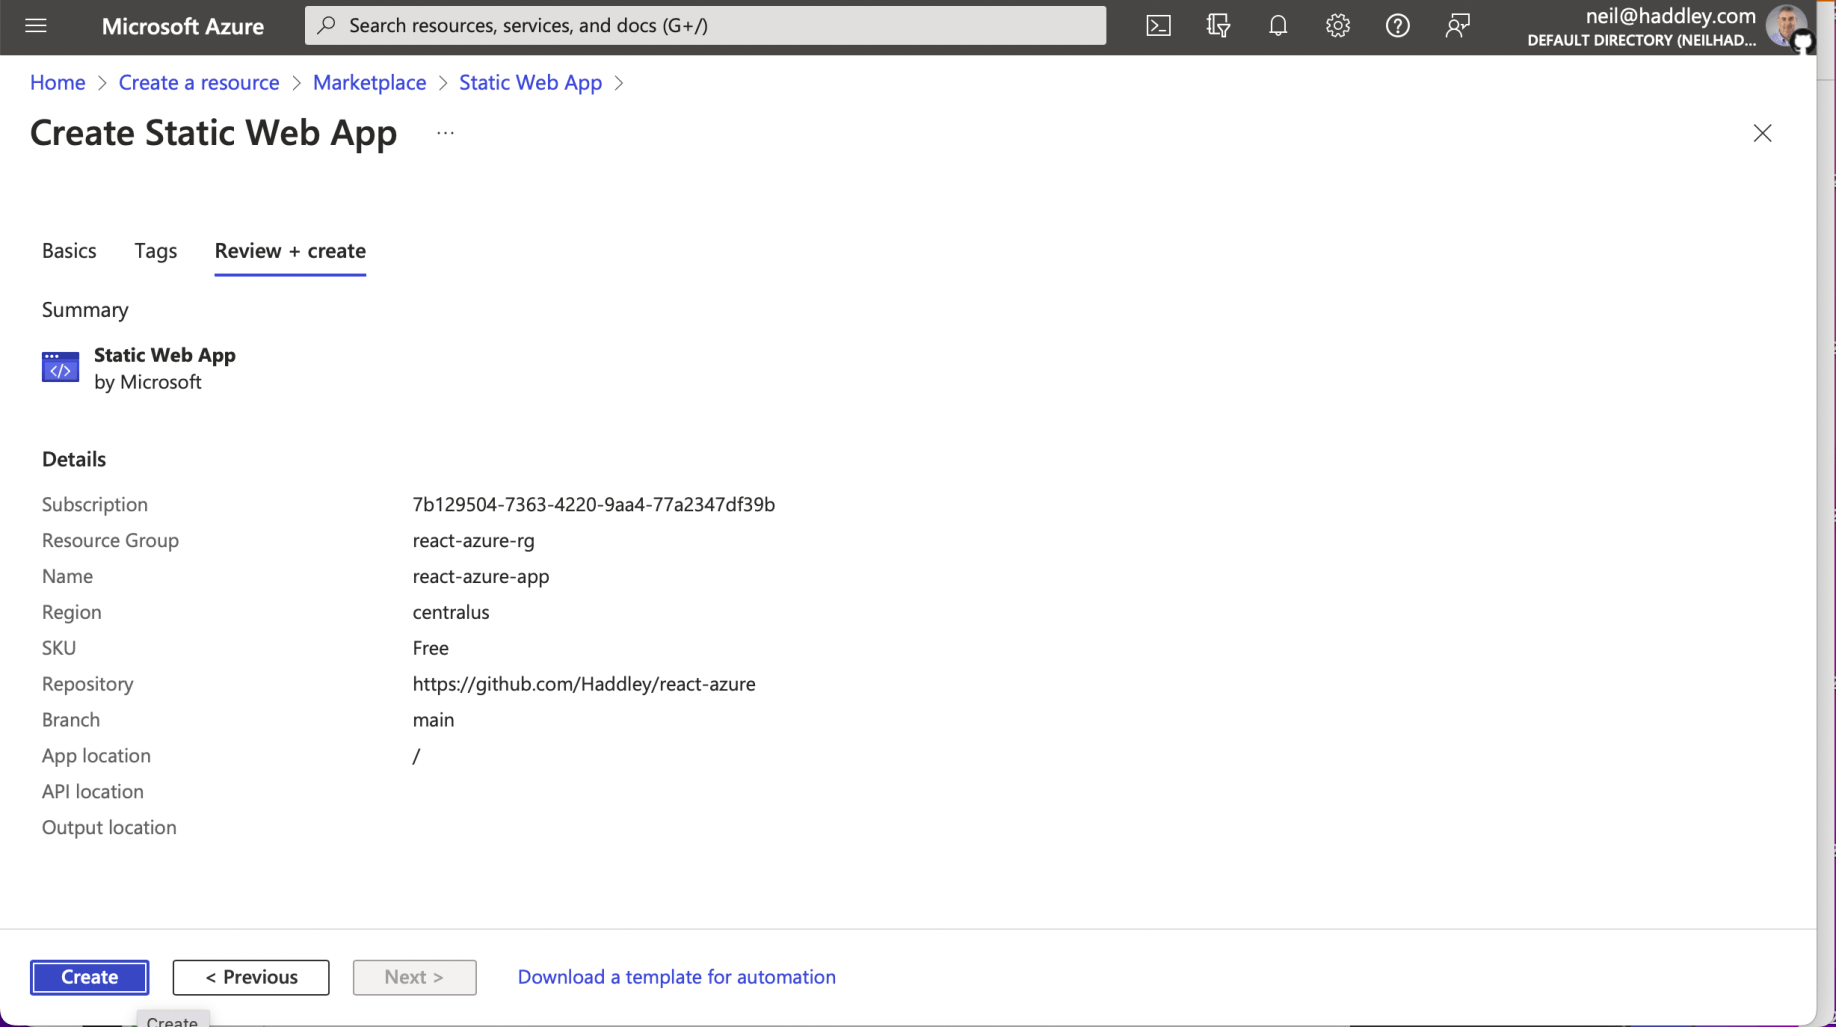 Microsoft Azure
Search resources, services, and docs (G+/)
neil@haddley.com
DEFAULT DIRECTORY (NEILHAD...
Home > Create a resource > Marketplace > Static Web App >
Create Static Web App ...
Basics Tags Review + create
Summary
Static Web App
by Microsoft
Details
Subscription 7b129504-7363-4220-9aa4-77a2347df39b
Resource Group react-azure-rg
Name react-azure-app
Region centralus
SKU Free
Repository https://github.com/Haddley/react-azure
Branch main
App location /
API location
Output location
Create < Previous Next > Download a template for automation
Create